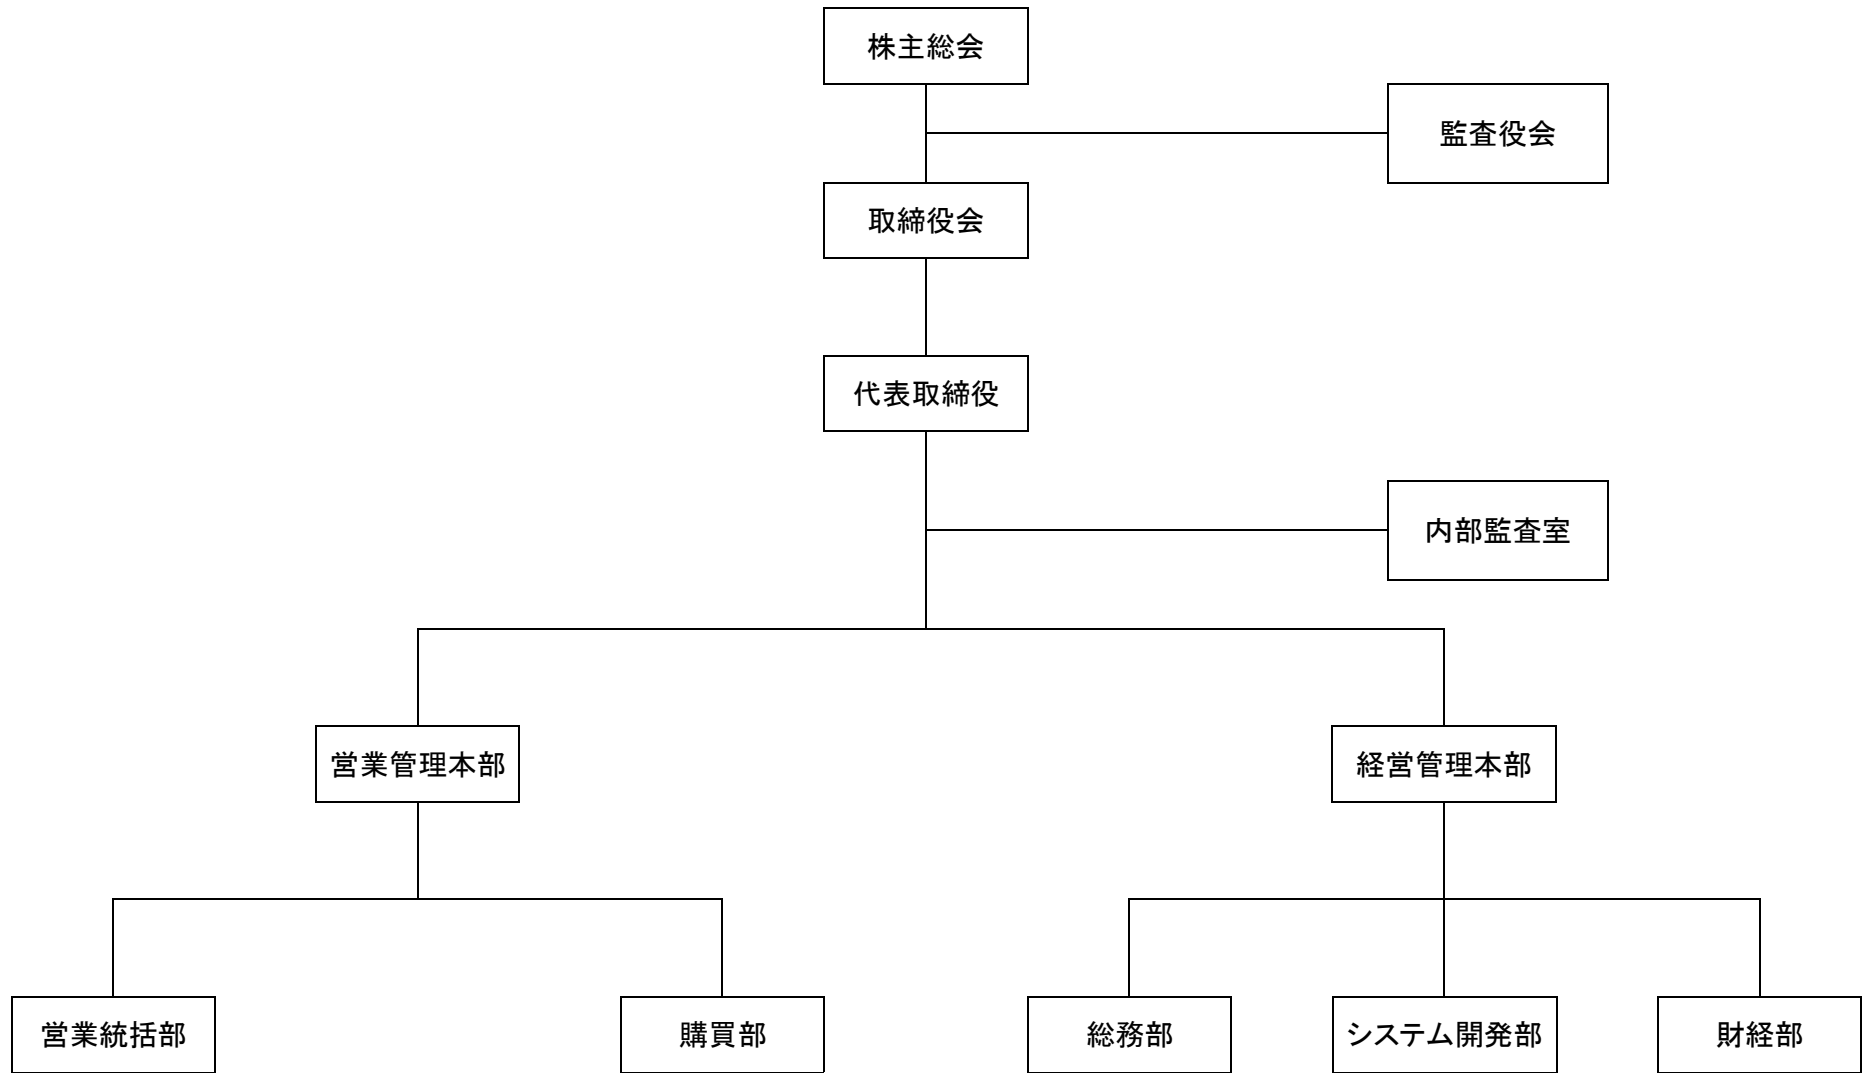 株主総会
監査役会
取締役会
代表取締役
内部監査室
営業管理本部
経営管理本部
営業統括部
購買部
総務部
システム開発部
財経部